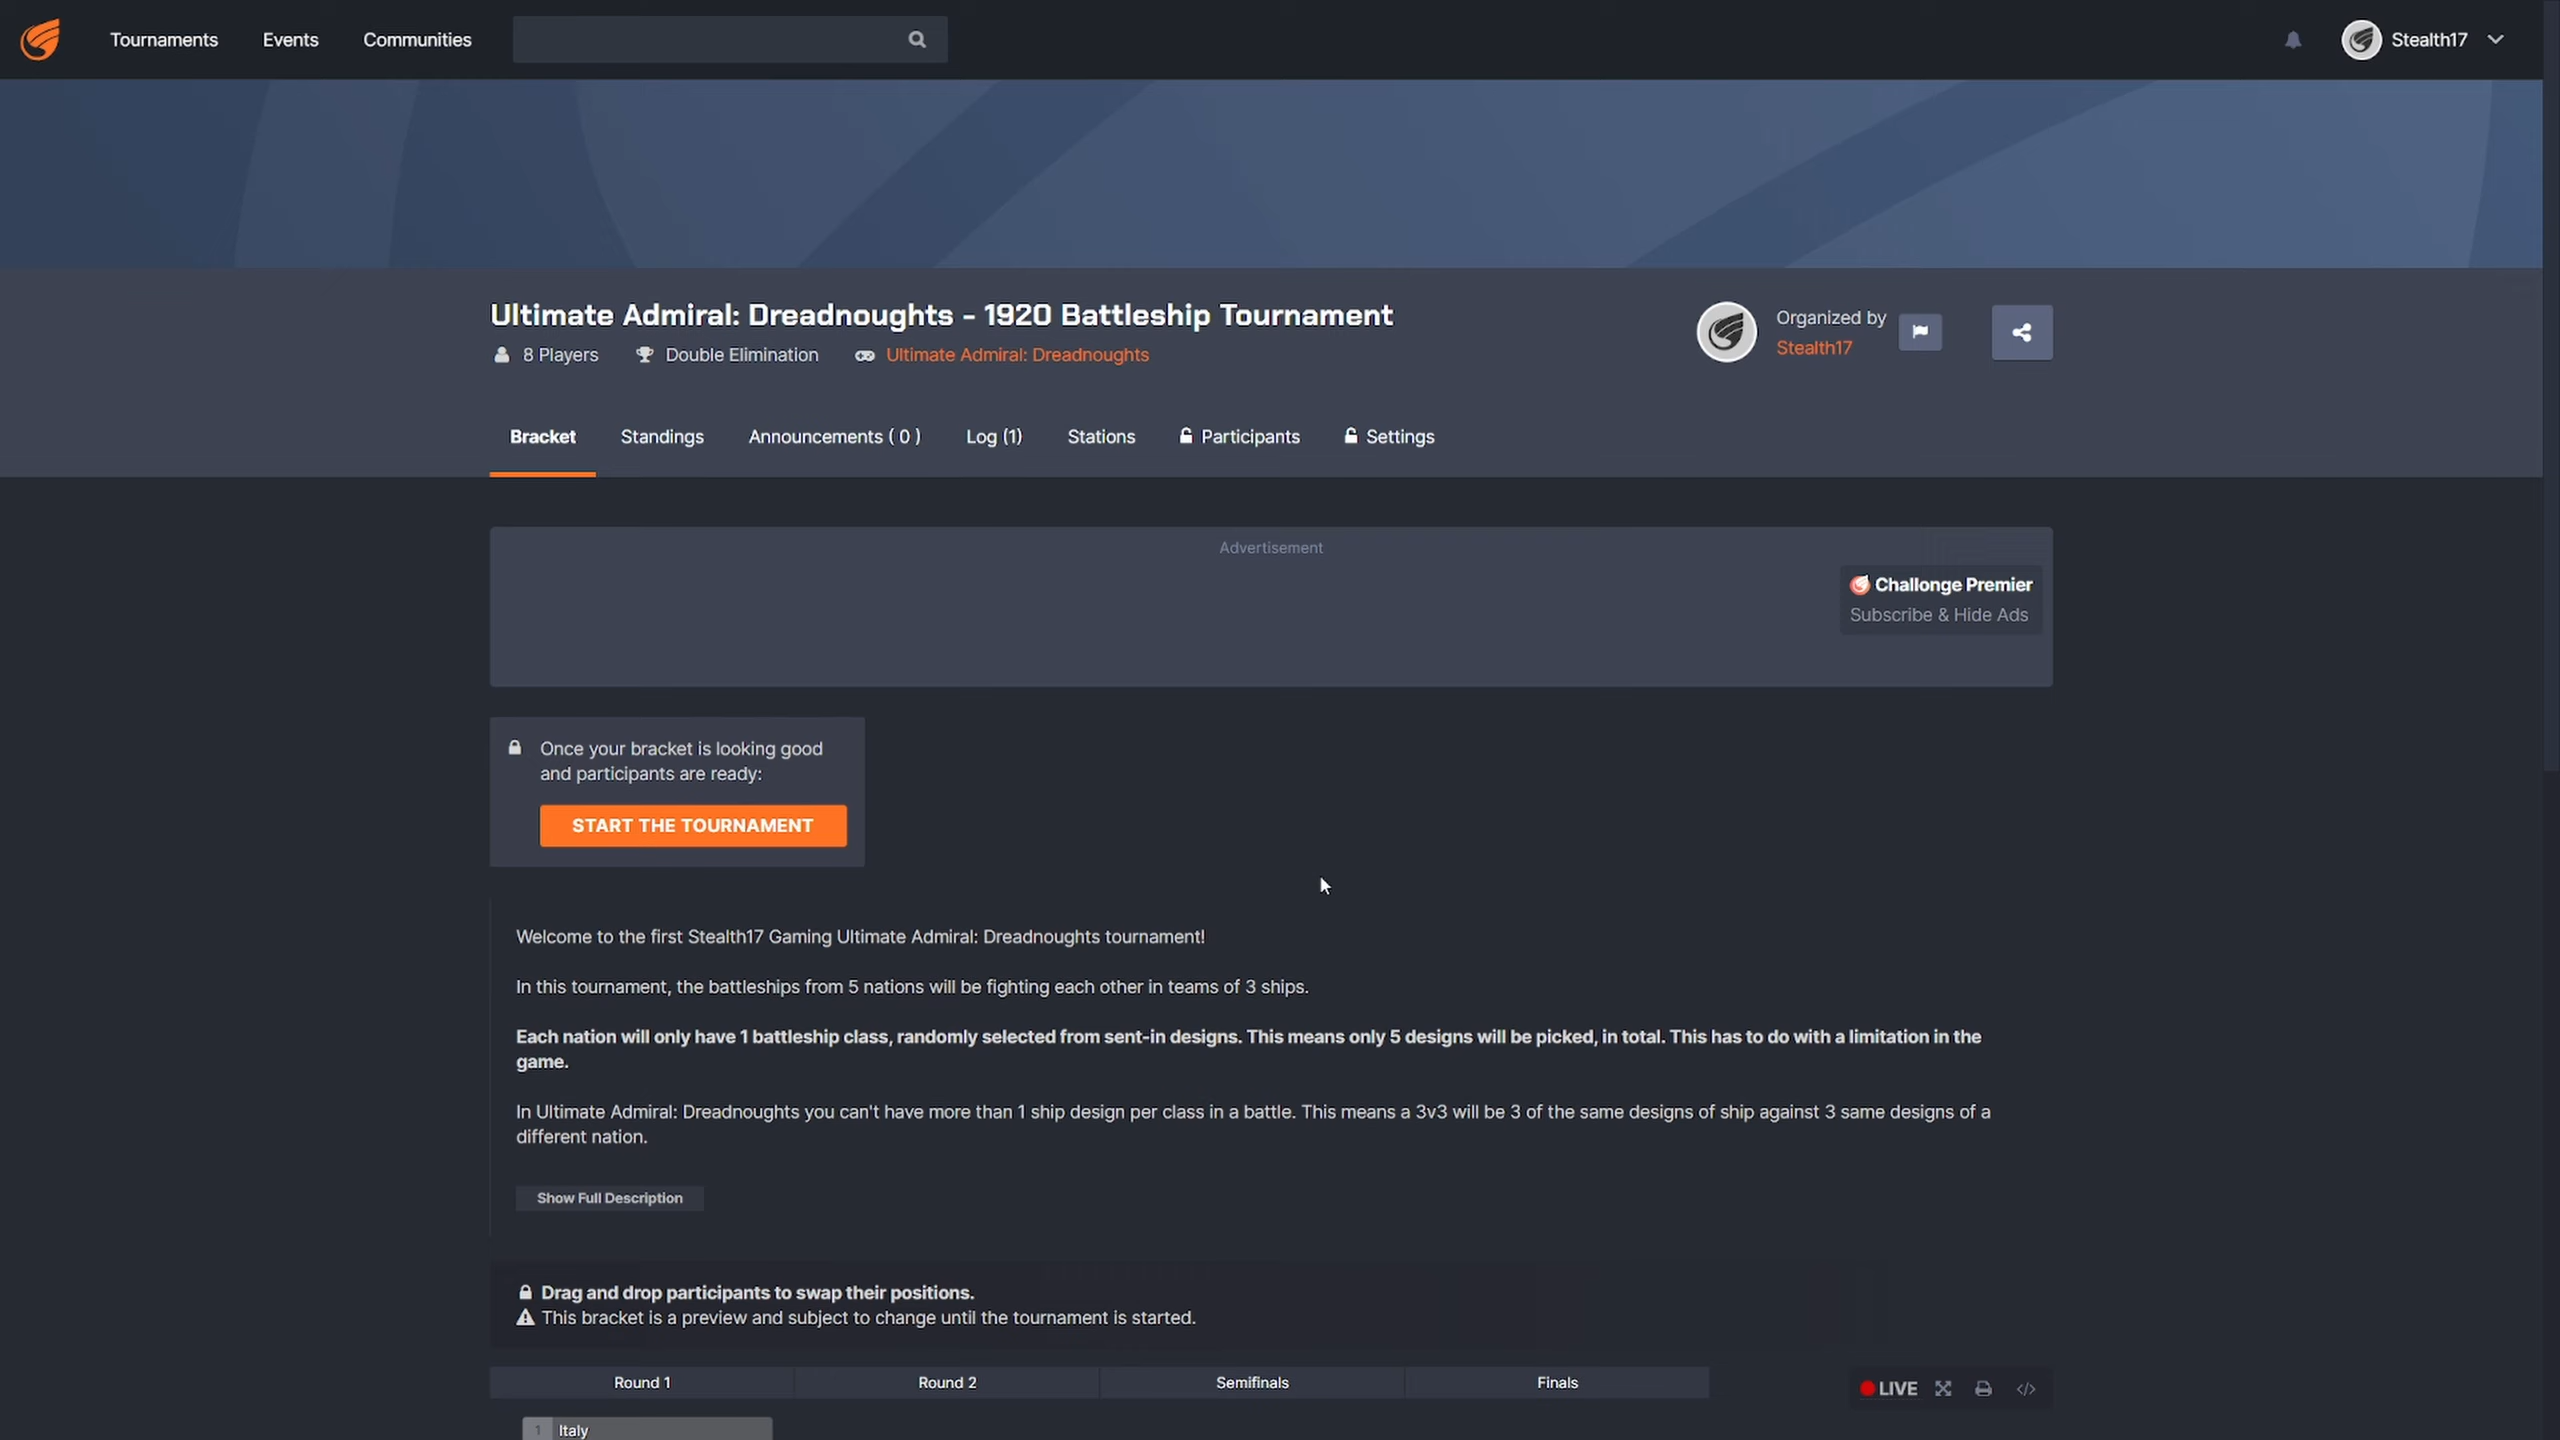 Tournaments Events Communities Stealth17
Ultimate Admiral: Dreadnoughts - 1920 Battleship Tournament
8 Players Double Elimination Ultimate Admiral: Dreadnoughts
Organized by
Stealth17
Bracket Standings Announcements ( 0 ) Log (1) Stations Participants Settings
Advertisement
Challonge Premier
Subscribe & Hide Ads
Once your bracket is looking good
and participants are ready:
START THE TOURNAMENT
Welcome to the first Stealth17 Gaming Ultimate Admiral: Dreadnoughts tournament!
In this tournament, the battleships from 5 nations will be fighting each other in teams of 3 ships.
Each nation will only have 1 battleship class, randomly selected from sent-in designs. This means only 5 designs will be picked, in total. This has to do with a limitation in the
game.
In Ultimate Admiral: Dreadnoughts you can't have more than 1 ship design per class in a battle. This means a 3v3 will be 3 of the same designs of ship against 3 same designs of a
different nation.
Show Full Description
Drag and drop participants to swap their positions.
This bracket is a preview and subject to change until the tournament is started.
Round 1 Round 2 Semifinals Finals
LIVE
1 Italy